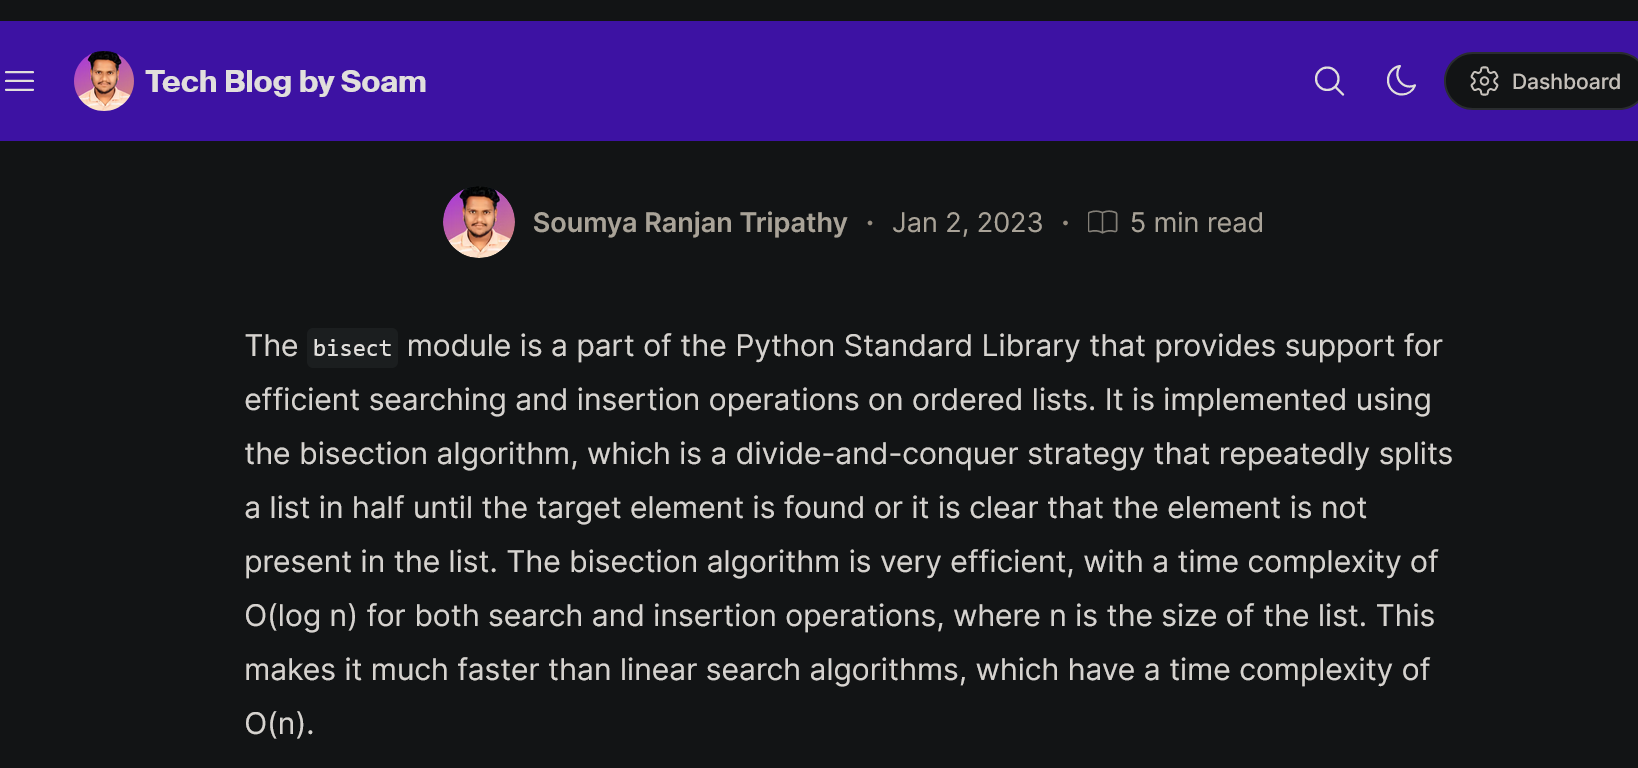 Tech Blog by Soam
Dashboard
Soumya Ranjan Tripathy · Jan 2, 2023 · 5 min read
The bisect module is a part of the Python Standard Library that provides support for
efficient searching and insertion operations on ordered lists. It is implemented using
the bisection algorithm, which is a divide-and-conquer strategy that repeatedly splits
a list in half until the target element is found or it is clear that the element is not
present in the list. The bisection algorithm is very efficient, with a time complexity of
O(log n) for both search and insertion operations, where n is the size of the list. This
makes it much faster than linear search algorithms, which have a time complexity of
O(n).